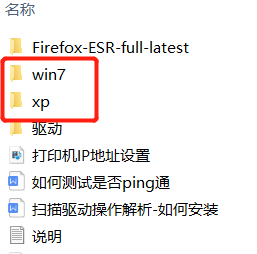 名称
Firefox-ESR-full-latest
win7
xp
驱动
打印机IP地址设置
如何测试是否ping通
扫描驱动操作解析-如何安装
说明